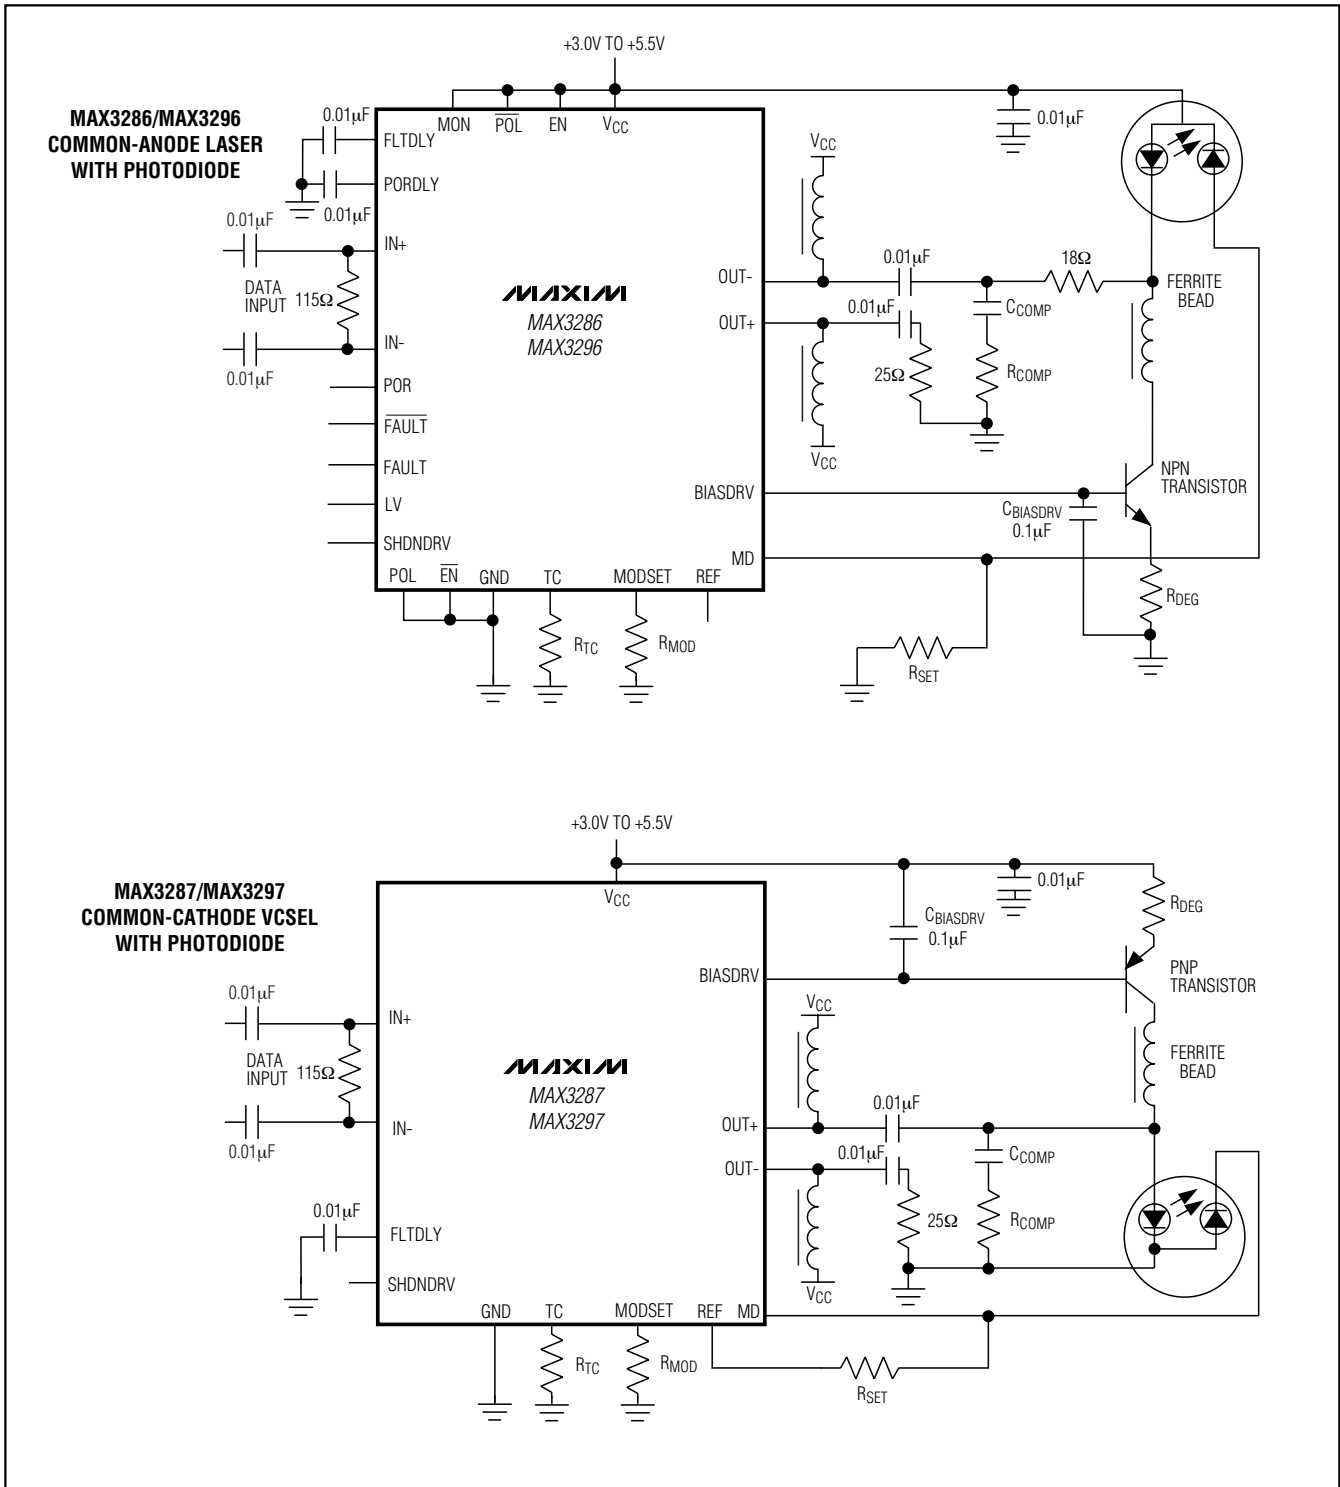 +3.0V TO +5.5V
MAX3286/MAX3296
COMMON-ANODE LASER
WITH PHOTODIODE
0.01μF
FLTDLY
MON
P̅O̅L̅
EN
VCC
0.01μF
PORDLY
0.01μF
0.01μF
IN+
DATA
INPUT
115Ω
IN-
0.01μF
POR
F̅A̅U̅L̅T̅
FAULT
LV
SHDNDRV
POL
E̅N̅
GND
TC
MODSET
REF
RTC
RMOD
MAXIM
MAX3286
MAX3296
OUT-
OUT+
BIASDRV
MD
VCC
VCC
0.01μF
0.01μF
25Ω
CCOMP
RCOMP
18Ω
FERRITE
BEAD
NPN
TRANSISTOR
CBIASDRV
0.1μF
RDEG
RSET
+3.0V TO +5.5V
MAX3287/MAX3297
COMMON-CATHODE VCSEL
WITH PHOTODIODE
VCC
0.01μF
CBIASDRV
0.1μF
RDEG
BIASDRV
PNP
TRANSISTOR
0.01μF
IN+
DATA
INPUT
115Ω
IN-
0.01μF
MAXIM
MAX3287
MAX3297
VCC
FERRITE
BEAD
0.01μF
OUT+
0.01μF
OUT-
CCOMP
25Ω
RCOMP
VCC
0.01μF
FLTDLY
SHDNDRV
GND
TC
MODSET
REF
MD
RTC
RMOD
RSET